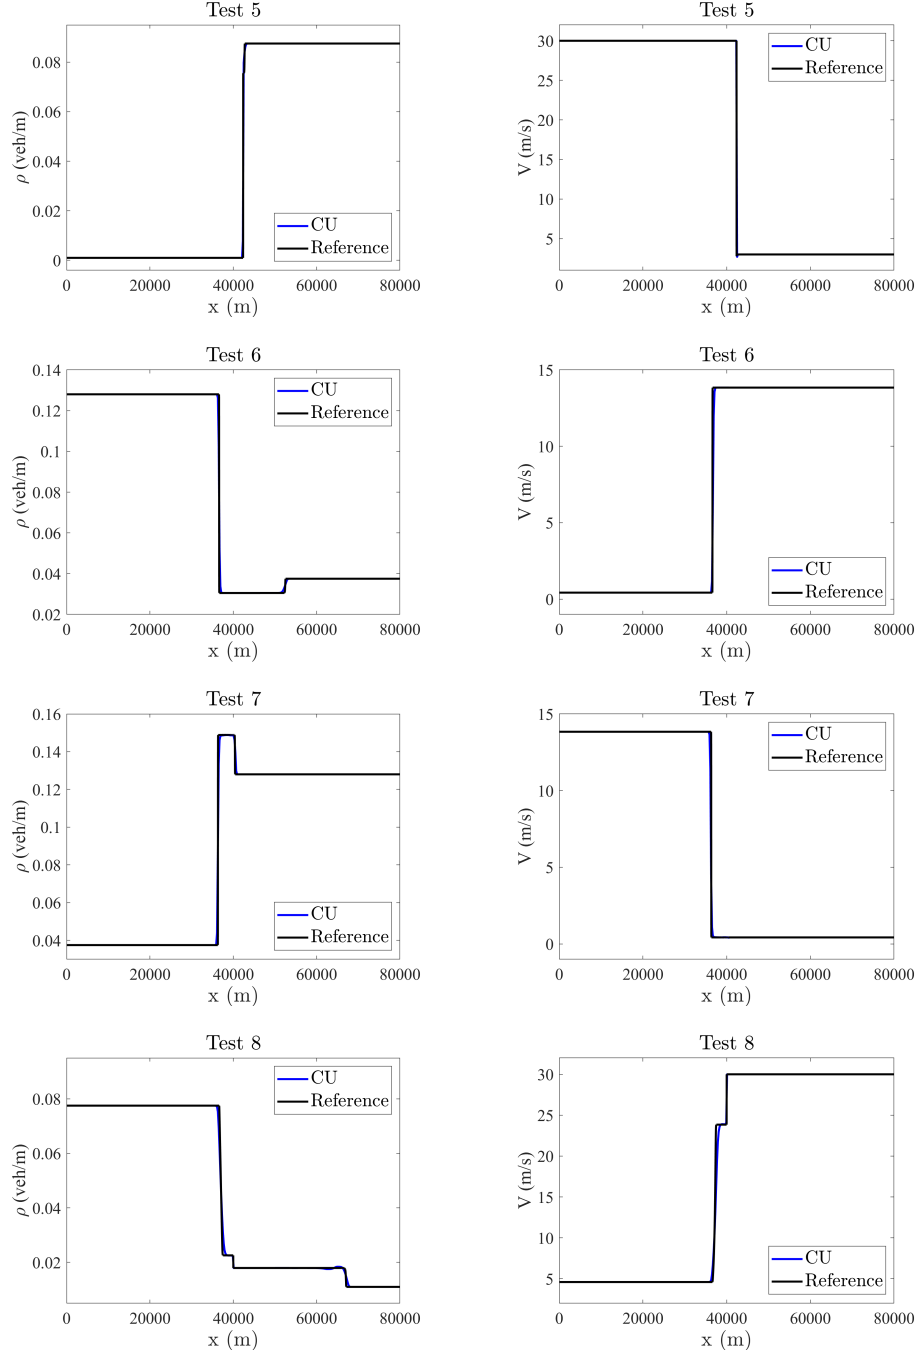 Test 5
0.08
0.06
0.04
0.02
0
ρ (veh/m)
CU
Reference
0 20000 40000 60000 80000
x (m)
Test 5
30
25
20
15
10
5
V (m/s)
CU
Reference
0 20000 40000 60000 80000
x (m)
Test 6
0.14
0.12
0.1
0.08
0.06
0.04
0.02
ρ (veh/m)
CU
Reference
0 20000 40000 60000 80000
x (m)
Test 6
15
10
5
0
V (m/s)
CU
Reference
0 20000 40000 60000 80000
x (m)
Test 7
0.16
0.14
0.12
0.1
0.08
0.06
0.04
ρ (veh/m)
CU
Reference
0 20000 40000 60000 80000
x (m)
Test 7
15
10
5
0
V (m/s)
CU
Reference
0 20000 40000 60000 80000
x (m)
Test 8
0.08
0.06
0.04
0.02
ρ (veh/m)
CU
Reference
0 20000 40000 60000 80000
x (m)
Test 8
30
25
20
15
10
5
V (m/s)
CU
Reference
0 20000 40000 60000 80000
x (m)